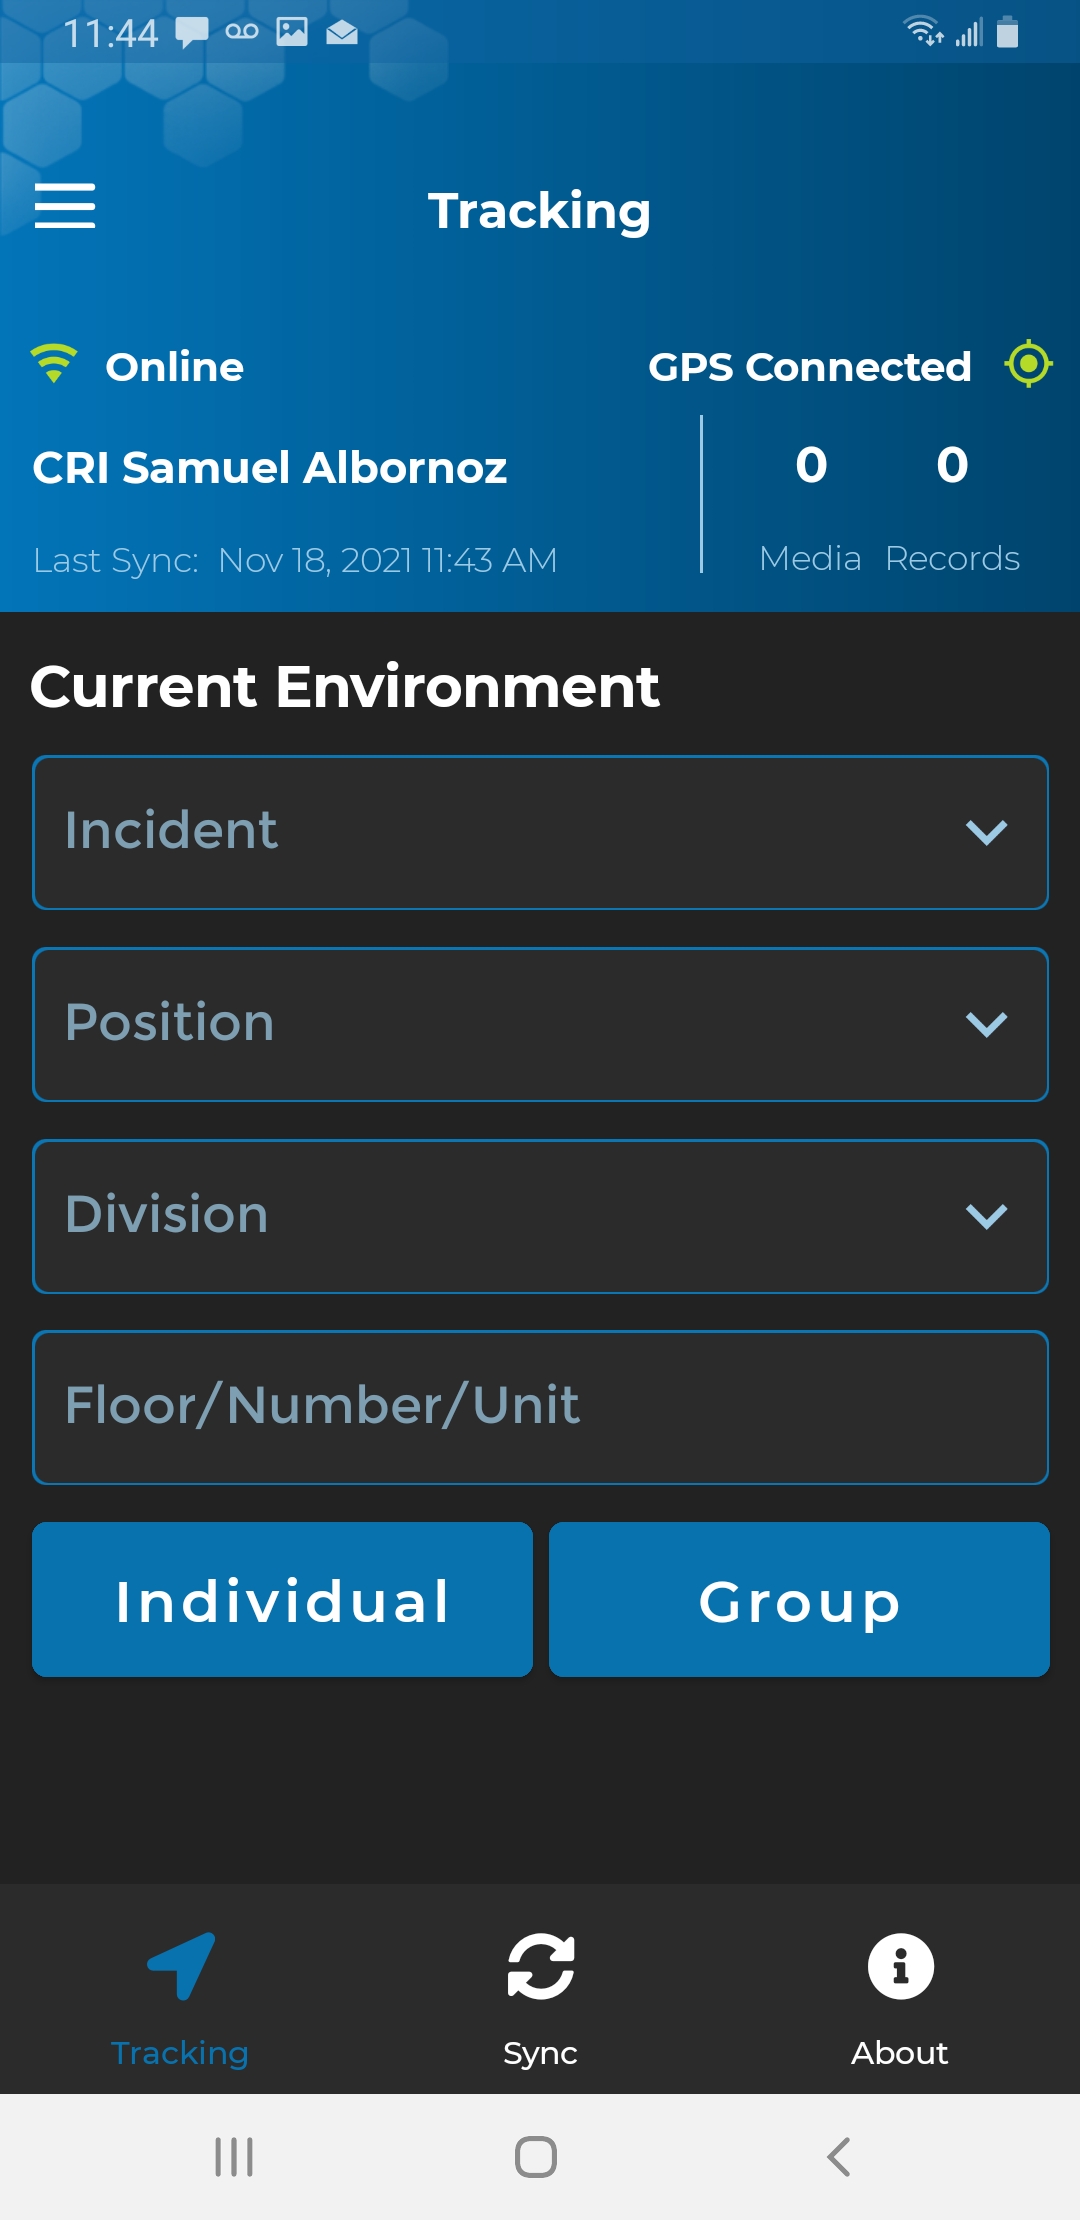 11:44
Tracking
Online
GPS Connected
CRI Samuel Albornoz
0 0
Last Sync: Nov 18, 2021 11:43 AM
Media Records
Current Environment
Incident
Position
Division
Floor/Number/Unit
Individual
Group
Tracking
Sync
About